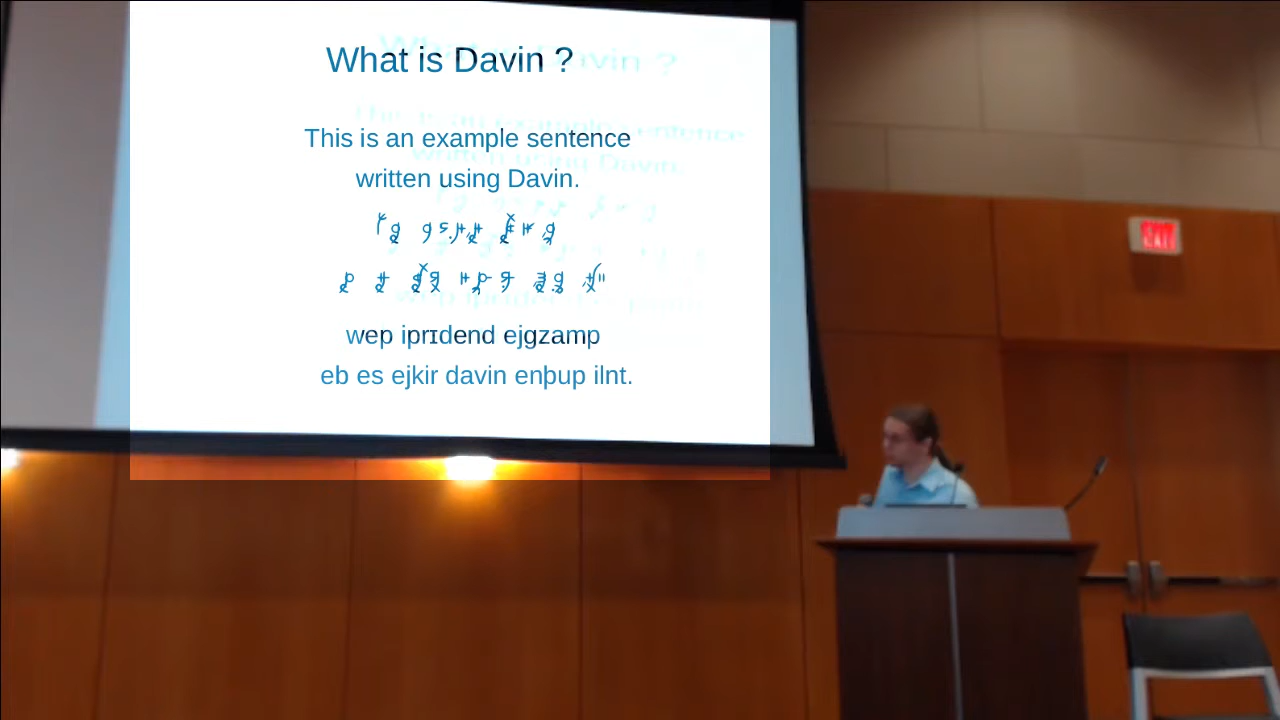 What is Davin ?
This is an example sentence
written using Davin.
wep iprɪdend ejgzamp
eb es ejkir davin enþup ilnt.
EXIT